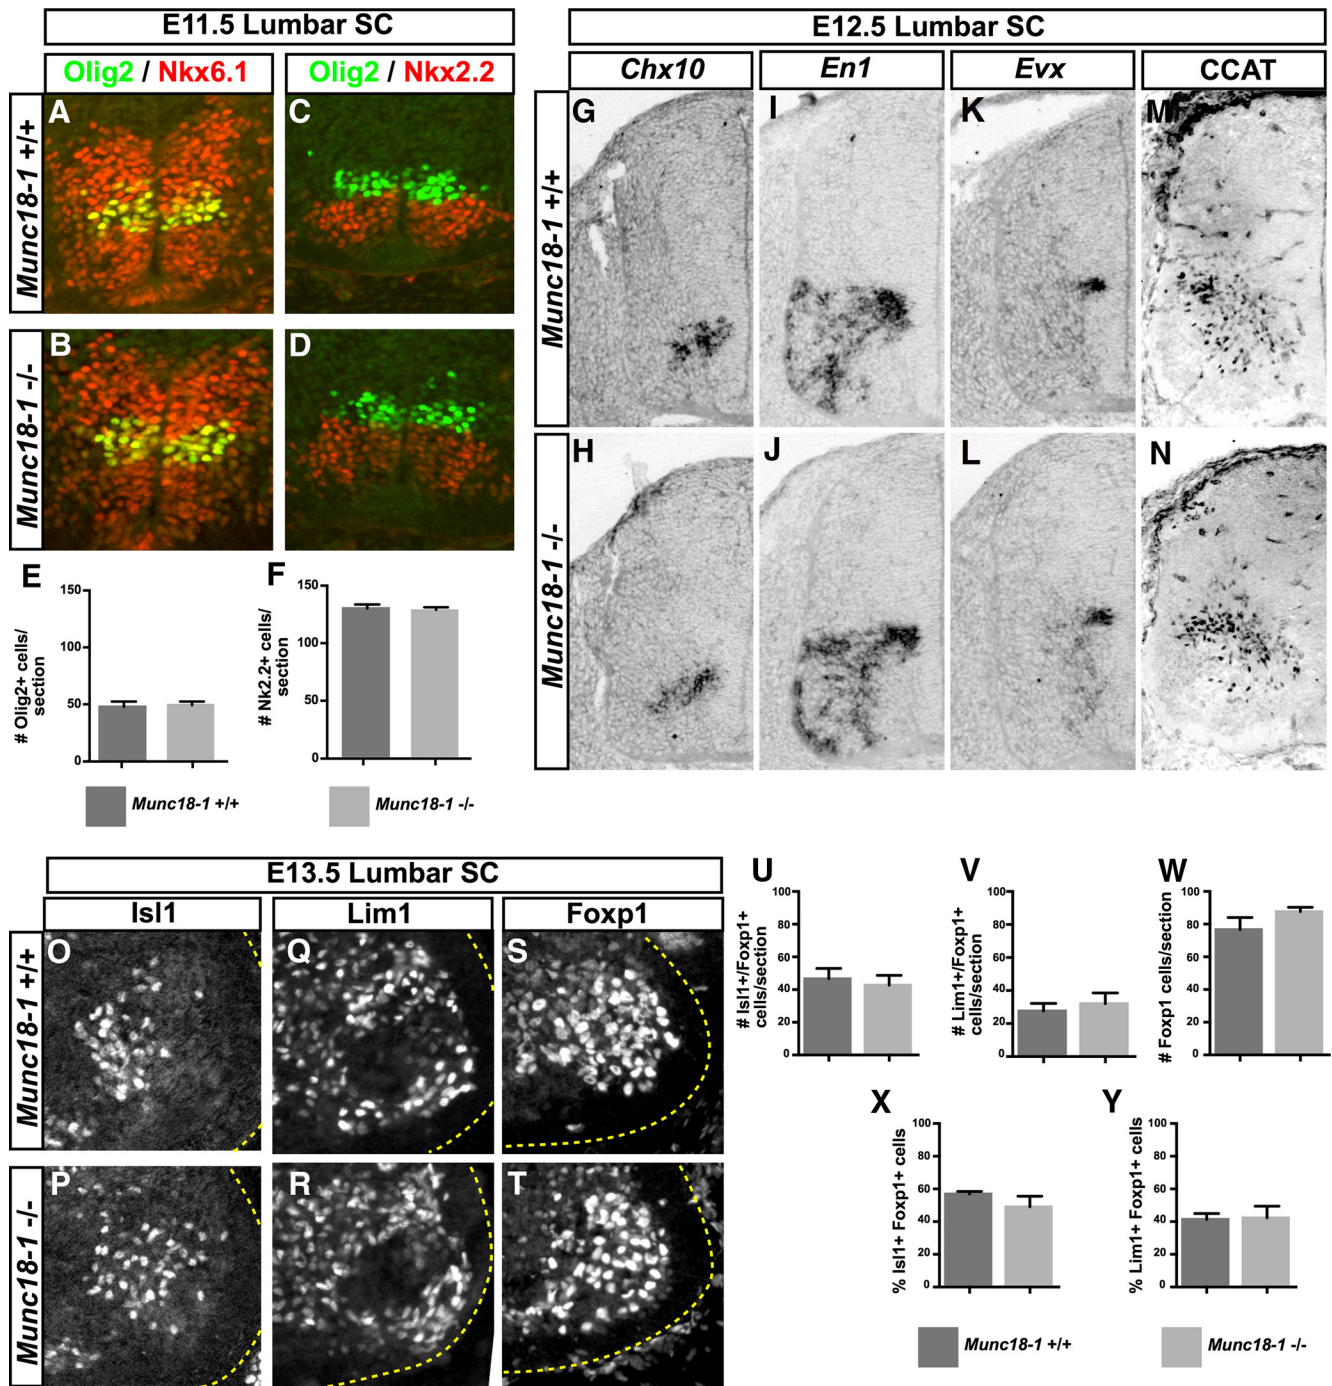 E11.5 Lumbar SC
Olig2 / Nkx6.1
Olig2 / Nkx2.2
Munc18-1 +/+
A
C
Munc18-1 -/-
B
D
E
# Olig2+ cells/
section
150
100
50
0
F
# Nk2.2+ cells/
section
150
100
50
0
Munc18-1 +/+
Munc18-1 -/-
E12.5 Lumbar SC
Chx10
En1
Evx
CCAT
Munc18-1 +/+
G
I
K
M
Munc18-1 -/-
H
J
L
N
E13.5 Lumbar SC
Isl1
Lim1
Foxp1
Munc18-1 +/+
O
Q
S
Munc18-1 -/-
P
R
T
U
# Isl1+/Foxp1+
cells/section
100
80
60
40
20
0
V
# Lim1+/Foxp1+
cells/section
100
80
60
40
20
0
W
# Foxp1 cells/section
100
80
60
40
20
0
X
% Isl1+ Foxp1+ cells
100
80
60
40
20
0
Y
% Lim1+ Foxp1+ cells
100
80
60
40
20
0
Munc18-1 +/+
Munc18-1 -/-